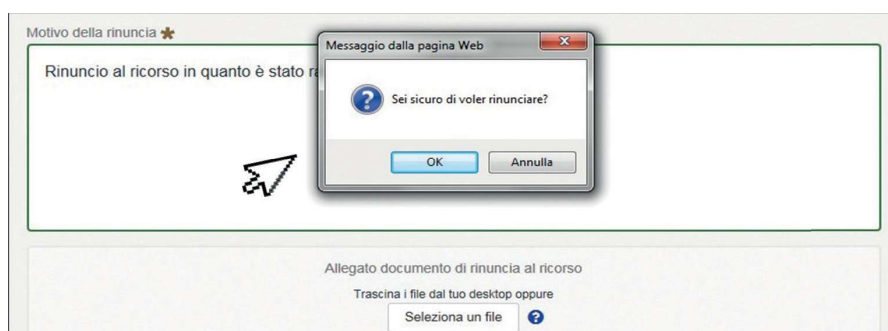 Motivo della rinuncia
Messaggio dalla pagina Web
Rinuncio al ricorso in quanto è stato
Sei sicuro di voler rinunciare?
OK
Annulla
Allegato documento di rinuncia al ricorso
Trascina i file dal tuo desktop oppure
Seleziona un file